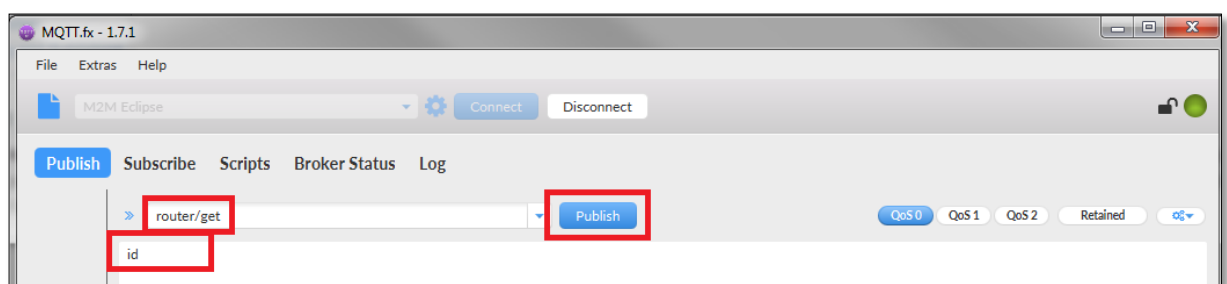 MQTT.fx - 1.7.1
File Extras Help
M2M Eclipse Connect Disconnect
Publish Subscribe Scripts Broker Status Log
router/get Publish QoS 0 QoS 1 QoS 2 Retained
id